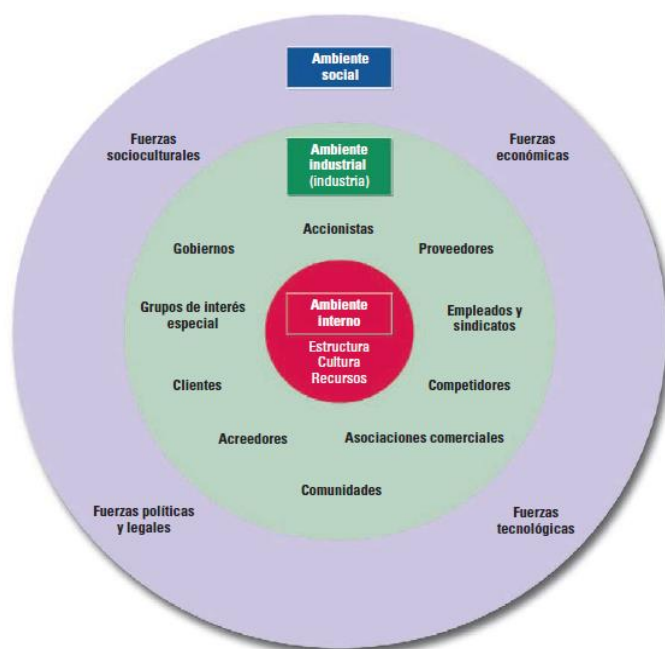 Ambiente
social
Fuerzas
socioculturales
Fuerzas
económicas
Ambiente
industrial
(industria)
Accionistas
Gobiernos
Proveedores
Grupos de interés
especial
Ambiente
interno
Estructura
Cultura
Recursos
Empleados y
sindicatos
Clientes
Competidores
Acreedores
Asociaciones comerciales
Comunidades
Fuerzas políticas
y legales
Fuerzas
tecnológicas